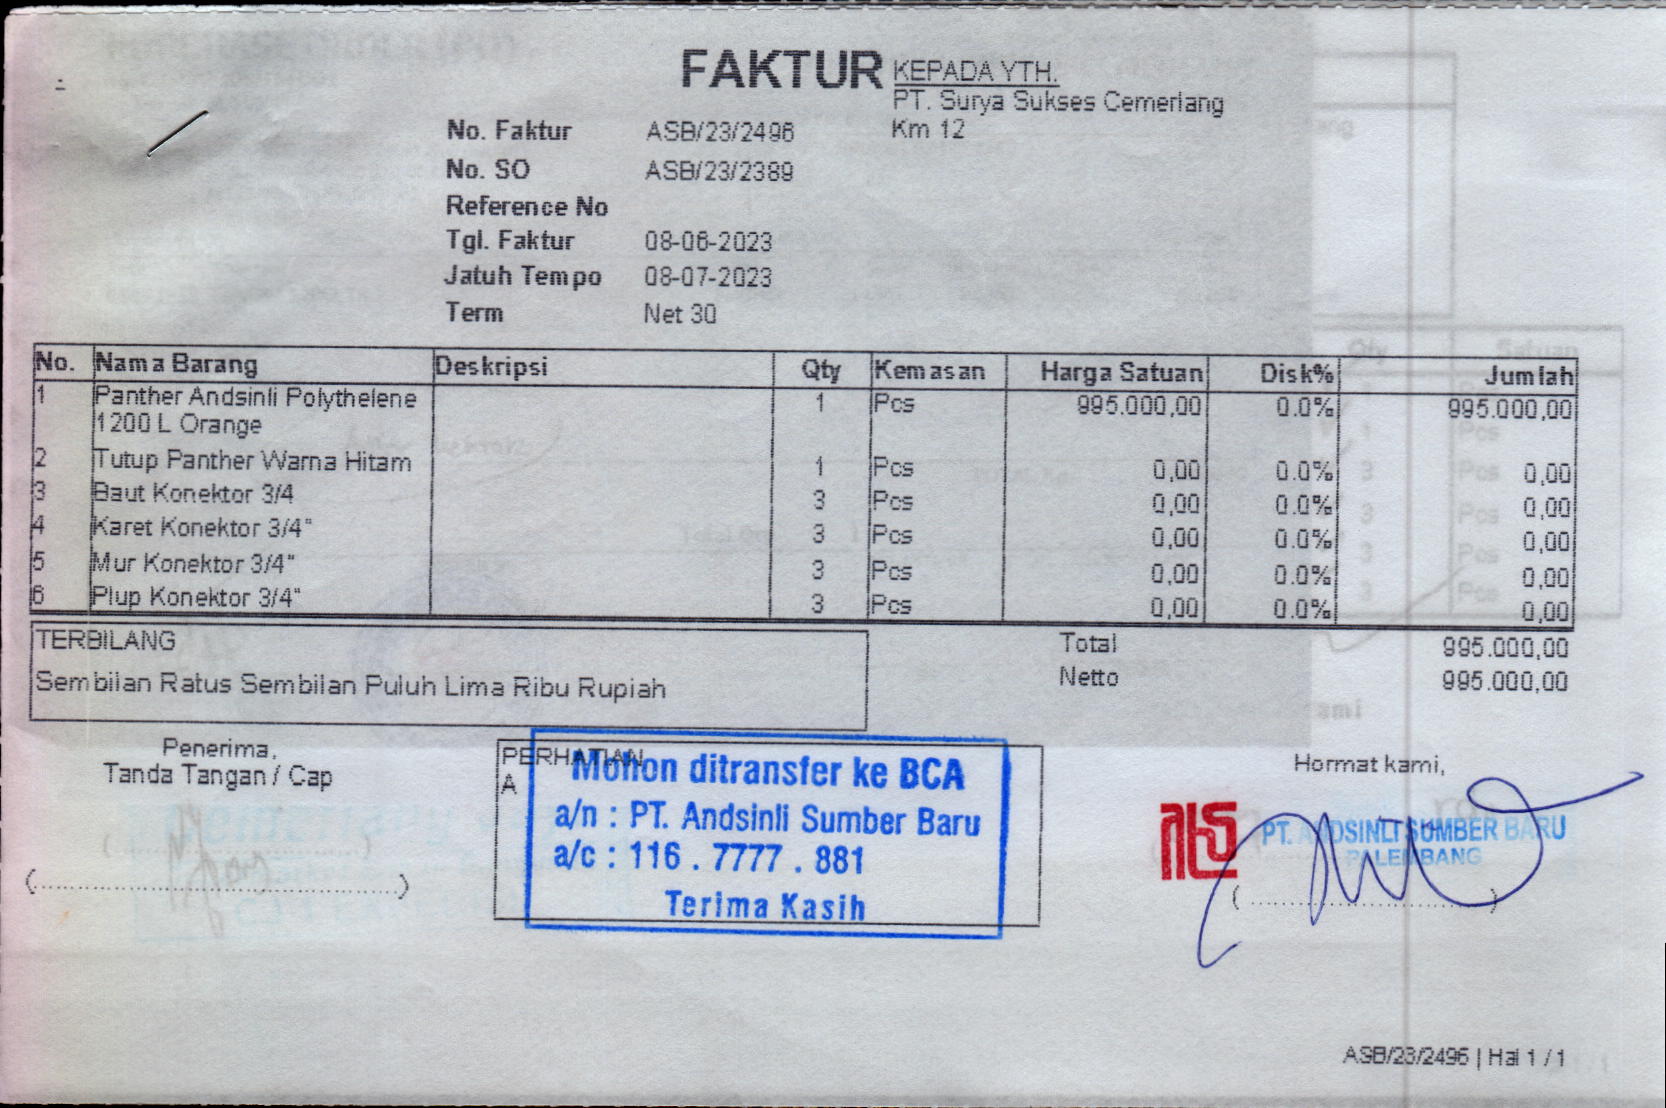 FAKTUR
KEPADA YTH.
PT. Surya Sukses Cemerlang
Km 12
No. Faktur ASB/23/2496
No. SO ASB/23/2389
Reference No
Tgl. Faktur 08-06-2023
Jatuh Tempo 08-07-2023
Term Net 30
No. Nama Barang Deskripsi Qty Kemasan Harga Satuan Disk% Jumlah
1 Panther Andsinli Polythelene 1 Pcs 995.000,00 0.0% 995.000,00
1200 L Orange
2 Tutup Panther Warna Hitam 1 Pcs 0,00 0.0% 0,00
3 Baut Konektor 3/4 3 Pcs 0,00 0.0% 0,00
4 Karet Konektor 3/4" 3 Pcs 0,00 0.0% 0,00
5 Mur Konektor 3/4" 3 Pcs 0,00 0.0% 0,00
6 Plup Konektor 3/4" 3 Pcs 0,00 0.0% 0,00
TERBILANG
Sembilan Ratus Sembilan Puluh Lima Ribu Rupiah
Total 995.000,00
Netto 995.000,00
Penerima,
Tanda Tangan / Cap
(....................)
PERHATIAN
A
Mohon ditransfer ke BCA
a/n : PT. Andsinli Sumber Baru
a/c : 116 . 7777 . 881
Terima Kasih
Hormat kami,
PT. ANDSINLI SUMBER BARU
PALEMBANG
(....................)
ASB/23/2496 | Hal 1 / 1